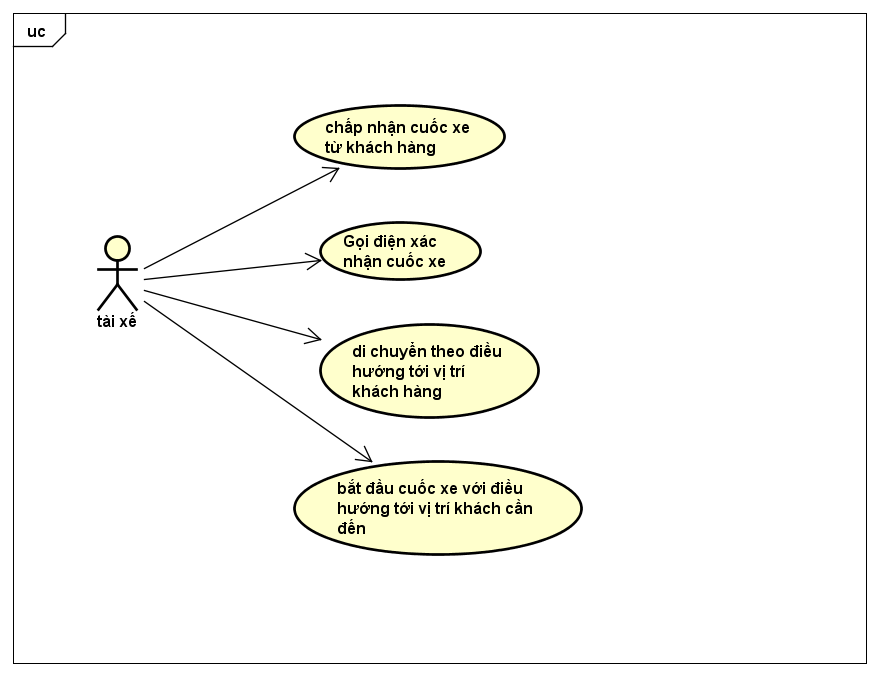 uc
chấp nhận cuốc xe
từ khách hàng
Gọi điện xác
nhận cuốc xe
tài xế
di chuyển theo điều
hướng tới vị trí
khách hàng
bắt đầu cuốc xe với điều
hướng tới vị trí khách cần
đến